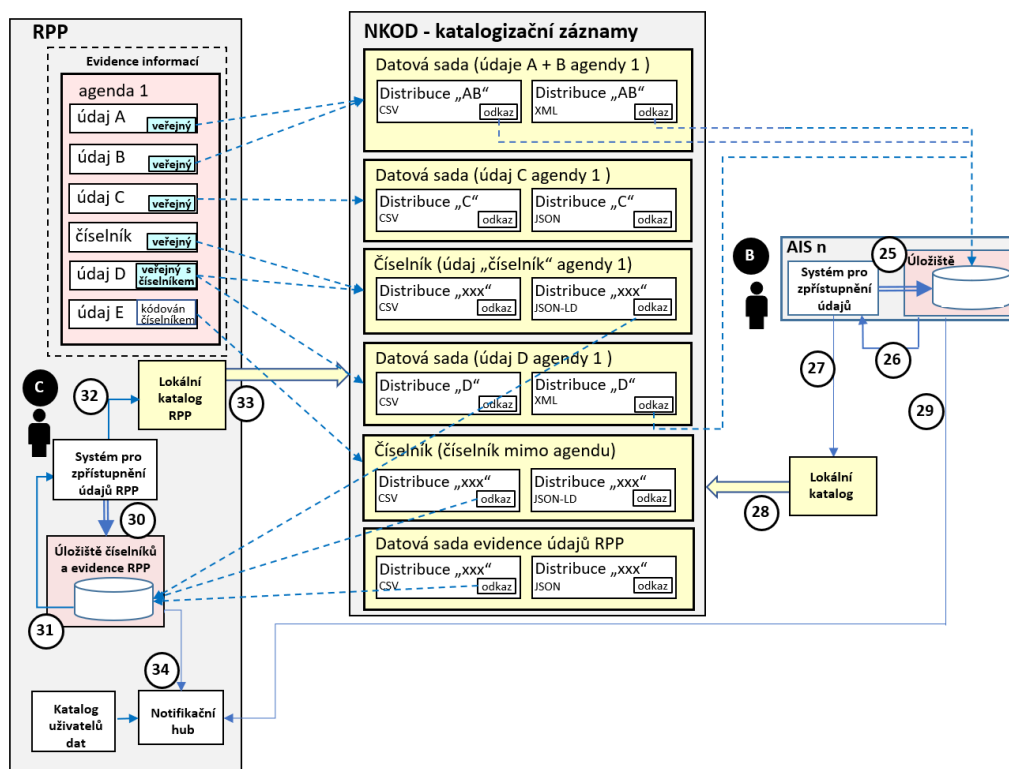 RPP
Evidence informací
agenda 1
údaj A
veřejný
údaj B
veřejný
údaj C
veřejný
číselník
veřejný
údaj D
veřejný s
číselníkem
údaj E
kódován
číselníkem
C
32
Lokální
katalog
RPP
33
Systém pro
zpřístupnění
údajů RPP
30
Úložiště číselníků
a evidence RPP
31
34
Katalog
uživatelů
dat
Notifikační
hub
NKOD - katalogizační záznamy
Datová sada (údaje A + B agendy 1 )
Distribuce „AB“
CSV
odkaz
Distribuce „AB“
XML
odkaz
Datová sada (údaj C agendy 1 )
Distribuce „C“
CSV
odkaz
Distribuce „C“
JSON
odkaz
Číselník (údaj „číselník“ agendy 1)
Distribuce „xxx“
CSV
odkaz
Distribuce „xxx“
JSON-LD
odkaz
Datová sada (údaj D agendy 1 )
Distribuce „D“
CSV
odkaz
Distribuce „D“
XML
odkaz
Číselník (číselník mimo agendu)
Distribuce „xxx“
CSV
odkaz
Distribuce „xxx“
JSON-LD
odkaz
Datová sada evidence údajů RPP
Distribuce „xxx“
CSV
odkaz
Distribuce „xxx“
JSON
odkaz
B
AIS n
25
Úložiště
Systém pro
zpřístupnění
údajů
26
27
29
Lokální
katalog
28